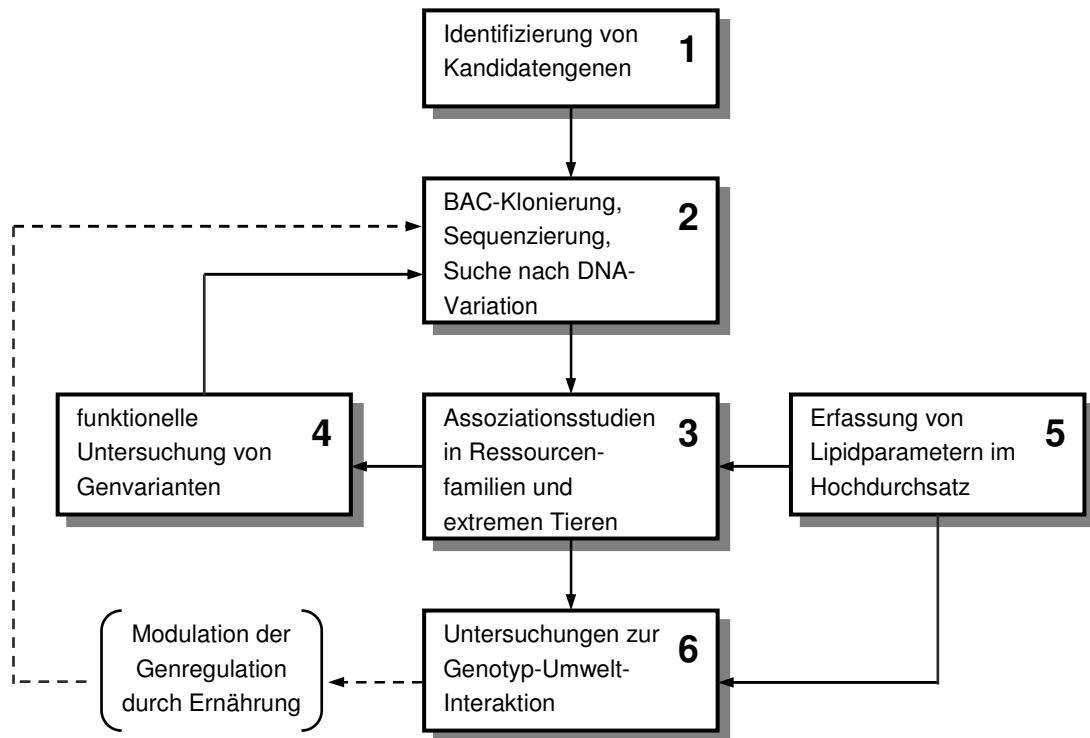 Identifizierung von
Kandidatengenen
1
BAC-Klonierung,
Sequenzierung,
Suche nach DNA-
Variation
2
funktionelle
Untersuchung von
Genvarianten
4
Assoziationsstudien
in Ressourcen-
familien und
extremen Tieren
3
Erfassung von
Lipidparametern im
Hochdurchsatz
5
Modulation der
Genregulation
durch Ernährung
Untersuchungen zur
Genotyp-Umwelt-
Interaktion
6